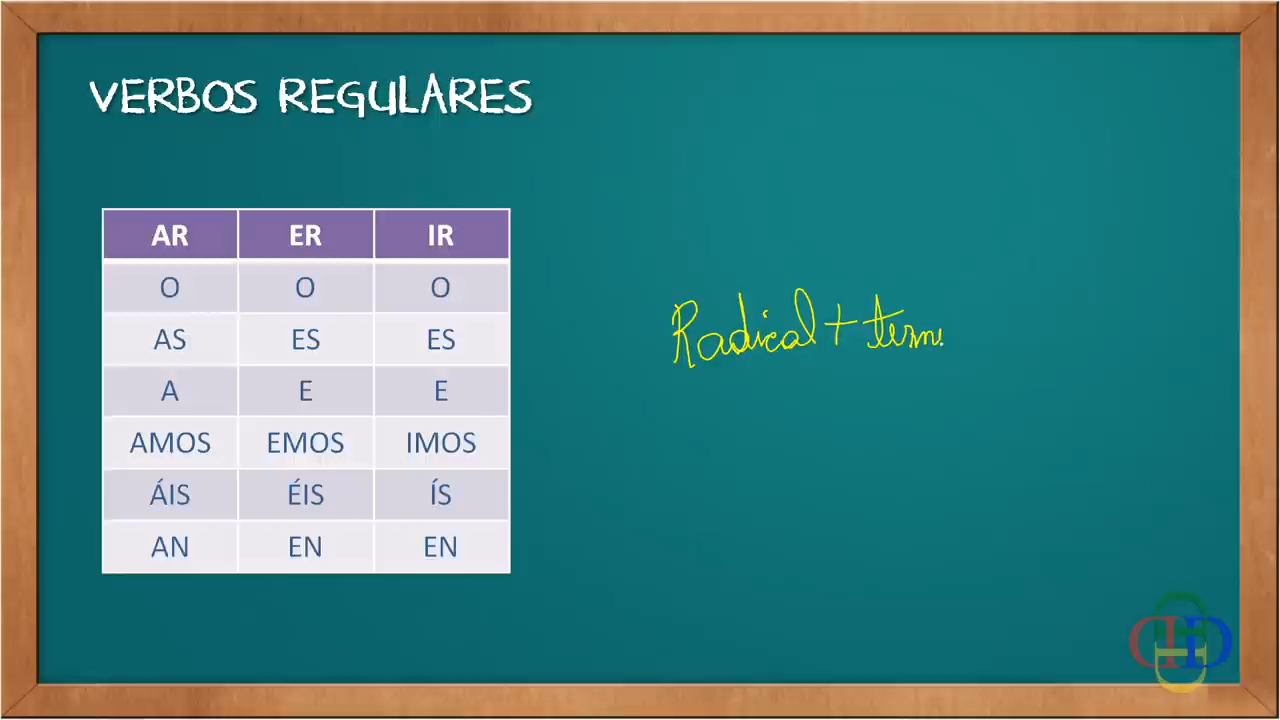 VERBOS REGULARES
AR ER IR
O O O
AS ES ES
A E E
AMOS EMOS IMOS
ÁIS ÉIS ÍS
AN EN EN
Radical + term